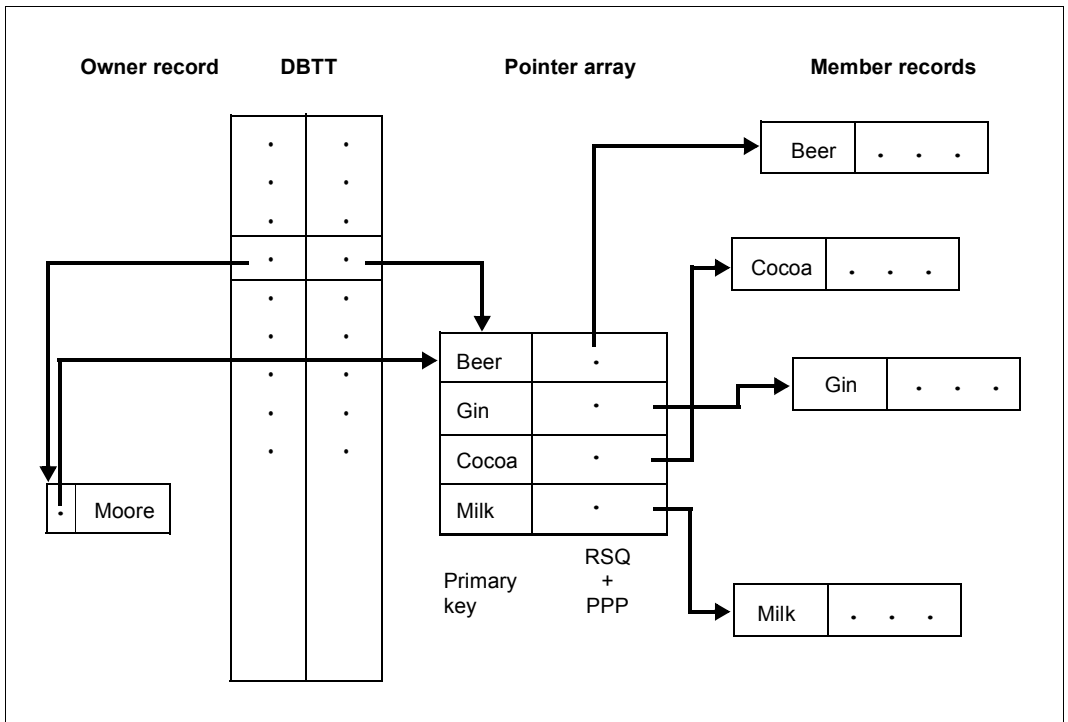 Owner record
DBTT
Pointer array
Member records
Beer . . .
Cocoa . . .
Gin . . .
Milk . . .
Beer
Gin
Cocoa
Milk
Primary
key
RSQ
+
PPP
Moore